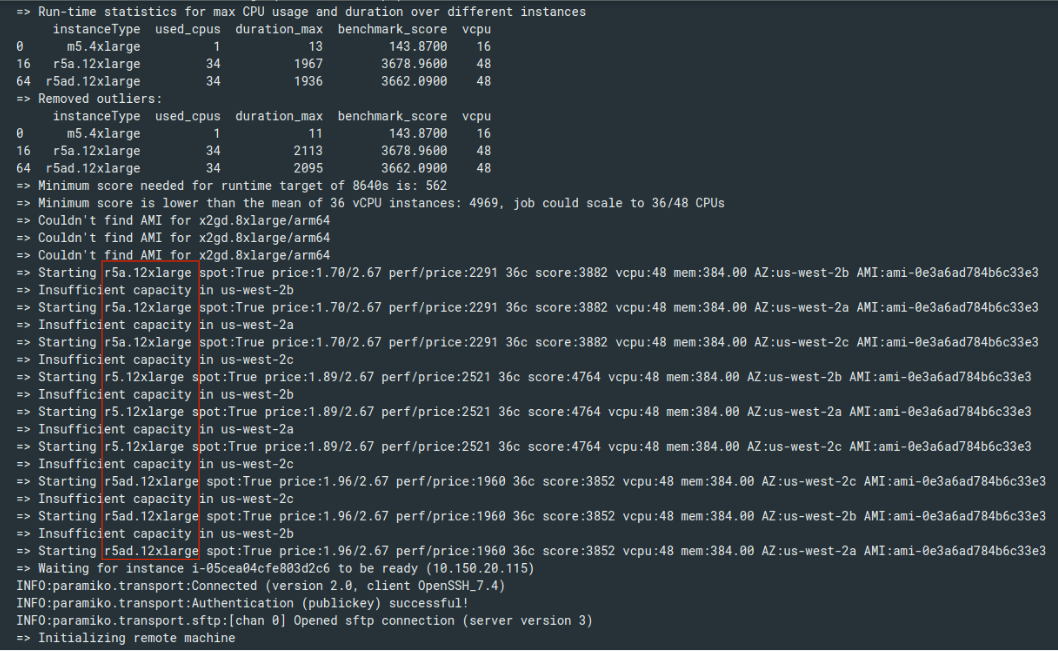 => Run-time statistics for max CPU usage and duration over different instances
instanceType used_cpus duration_max benchmark_score vcpu
0 m5.4xlarge 1 13 143.8700 16
16 r5a.12xlarge 34 1967 3678.9600 48
64 r5ad.12xlarge 34 1936 3662.0900 48
=> Removed outliers:
instanceType used_cpus duration_max benchmark_score vcpu
0 m5.4xlarge 1 11 143.8700 16
16 r5a.12xlarge 34 2113 3678.9600 48
64 r5ad.12xlarge 34 2095 3662.0900 48
=> Minimum score needed for runtime target of 8640s is: 562
=> Minimum score is lower than the mean of 36 vCPU instances: 4969, job could scale to 36/48 CPUs
=> Couldn't find AMI for x2gd.8xlarge/arm64
=> Couldn't find AMI for x2gd.8xlarge/arm64
=> Couldn't find AMI for x2gd.8xlarge/arm64
=> Starting r5a.12xlarge spot:True price:1.70/2.67 perf/price:2291 36c score:3882 vcpu:48 mem:384.00 AZ:us-west-2b AMI:ami-0e3a6ad784b6c33e3
=> Insufficient capacity in us-west-2b
=> Starting r5a.12xlarge spot:True price:1.70/2.67 perf/price:2291 36c score:3882 vcpu:48 mem:384.00 AZ:us-west-2a AMI:ami-0e3a6ad784b6c33e3
=> Insufficient capacity in us-west-2a
=> Starting r5a.12xlarge spot:True price:1.70/2.67 perf/price:2291 36c score:3882 vcpu:48 mem:384.00 AZ:us-west-2c AMI:ami-0e3a6ad784b6c33e3
=> Insufficient capacity in us-west-2c
=> Starting r5.12xlarge spot:True price:1.89/2.67 perf/price:2521 36c score:4764 vcpu:48 mem:384.00 AZ:us-west-2b AMI:ami-0e3a6ad784b6c33e3
=> Insufficient capacity in us-west-2b
=> Starting r5.12xlarge spot:True price:1.89/2.67 perf/price:2521 36c score:4764 vcpu:48 mem:384.00 AZ:us-west-2a AMI:ami-0e3a6ad784b6c33e3
=> Insufficient capacity in us-west-2a
=> Starting r5.12xlarge spot:True price:1.89/2.67 perf/price:2521 36c score:4764 vcpu:48 mem:384.00 AZ:us-west-2c AMI:ami-0e3a6ad784b6c33e3
=> Insufficient capacity in us-west-2c
=> Starting r5ad.12xlarge spot:True price:1.96/2.67 perf/price:1960 36c score:3852 vcpu:48 mem:384.00 AZ:us-west-2c AMI:ami-0e3a6ad784b6c33e3
=> Insufficient capacity in us-west-2c
=> Starting r5ad.12xlarge spot:True price:1.96/2.67 perf/price:1960 36c score:3852 vcpu:48 mem:384.00 AZ:us-west-2b AMI:ami-0e3a6ad784b6c33e3
=> Insufficient capacity in us-west-2b
=> Starting r5ad.12xlarge spot:True price:1.96/2.67 perf/price:1960 36c score:3852 vcpu:48 mem:384.00 AZ:us-west-2a AMI:ami-0e3a6ad784b6c33e3
=> Waiting for instance i-05cea04cfe803d2c6 to be ready (10.150.20.115)
INFO:paramiko.transport:Connected (version 2.0, client OpenSSH_7.4)
INFO:paramiko.transport:Authentication (publickey) successful!
INFO:paramiko.transport.sftp:[chan 0] Opened sftp connection (server version 3)
=> Initializing remote machine